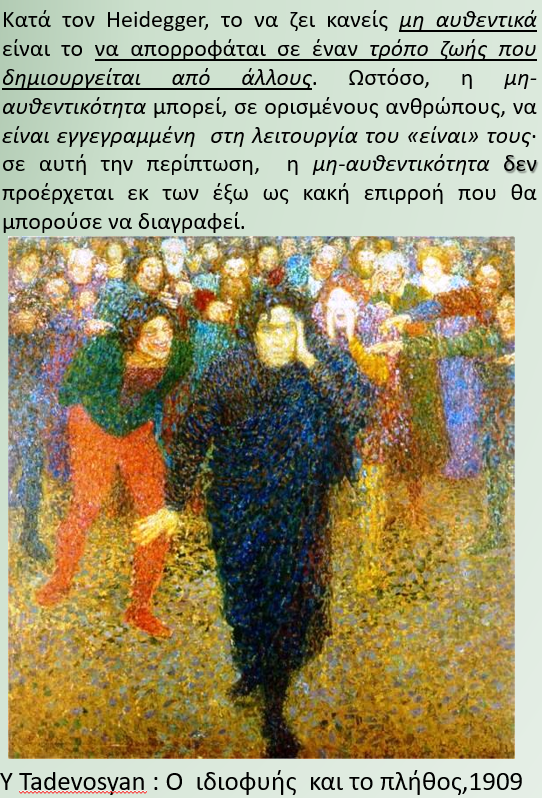 Κατά τον Heidegger, το να ζει κανείς μη αυθεντικά
είναι το να απορροφάται σε έναν τρόπο ζωής που
δημιουργείται από άλλους. Ωστόσο, η μη-
αυθεντικότητα μπορεί, σε ορισμένους ανθρώπους, να
είναι εγγεγραμμένη στη λειτουργία του «είναι» τους·
σε αυτή την περίπτωση, η μη-αυθεντικότητα δεν
προέρχεται εκ των έξω ως κακή επιρροή που θα
μπορούσε να διαγραφεί.
Y Tadevosyan : Ο ιδιοφυής και το πλήθος,1909